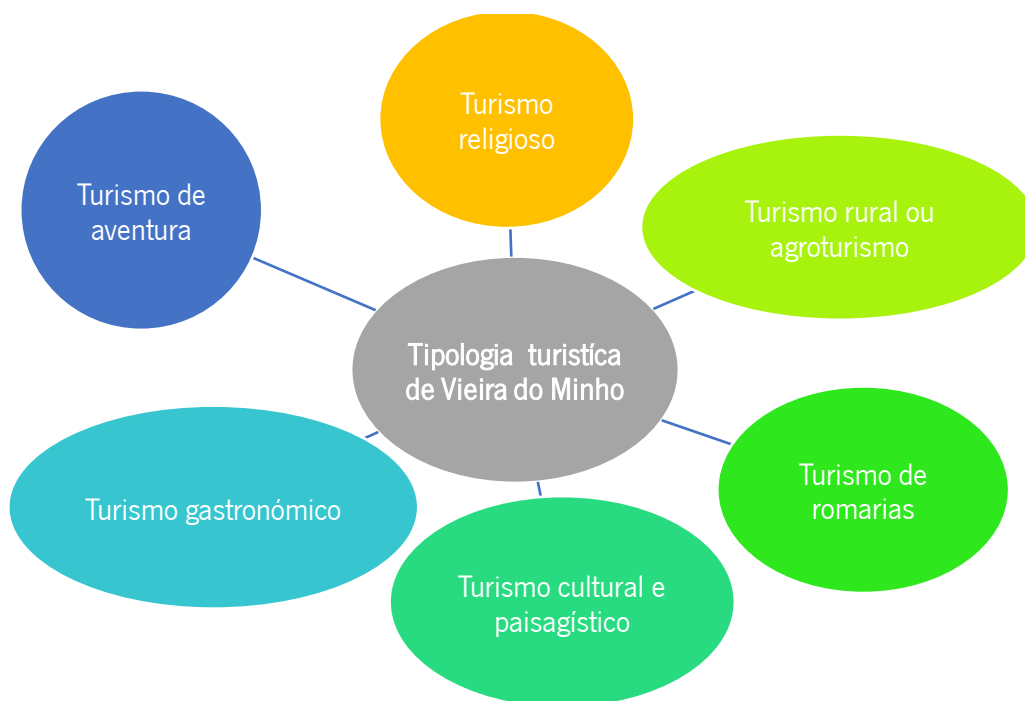 Turismo
religioso
Turismo de
aventura
Turismo rural ou
agroturismo
Tipologia turistíca
de Vieira do Minho
Turismo de
romarias
Turismo gastronómico
Turismo cultural e
paisagístico